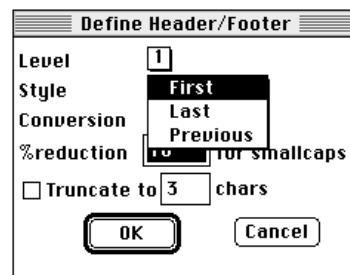 Define Header/Footer
Level 1
Style First
Last
Conversion Previous
%reduction for smallcaps
Truncate to 3 chars
OK Cancel